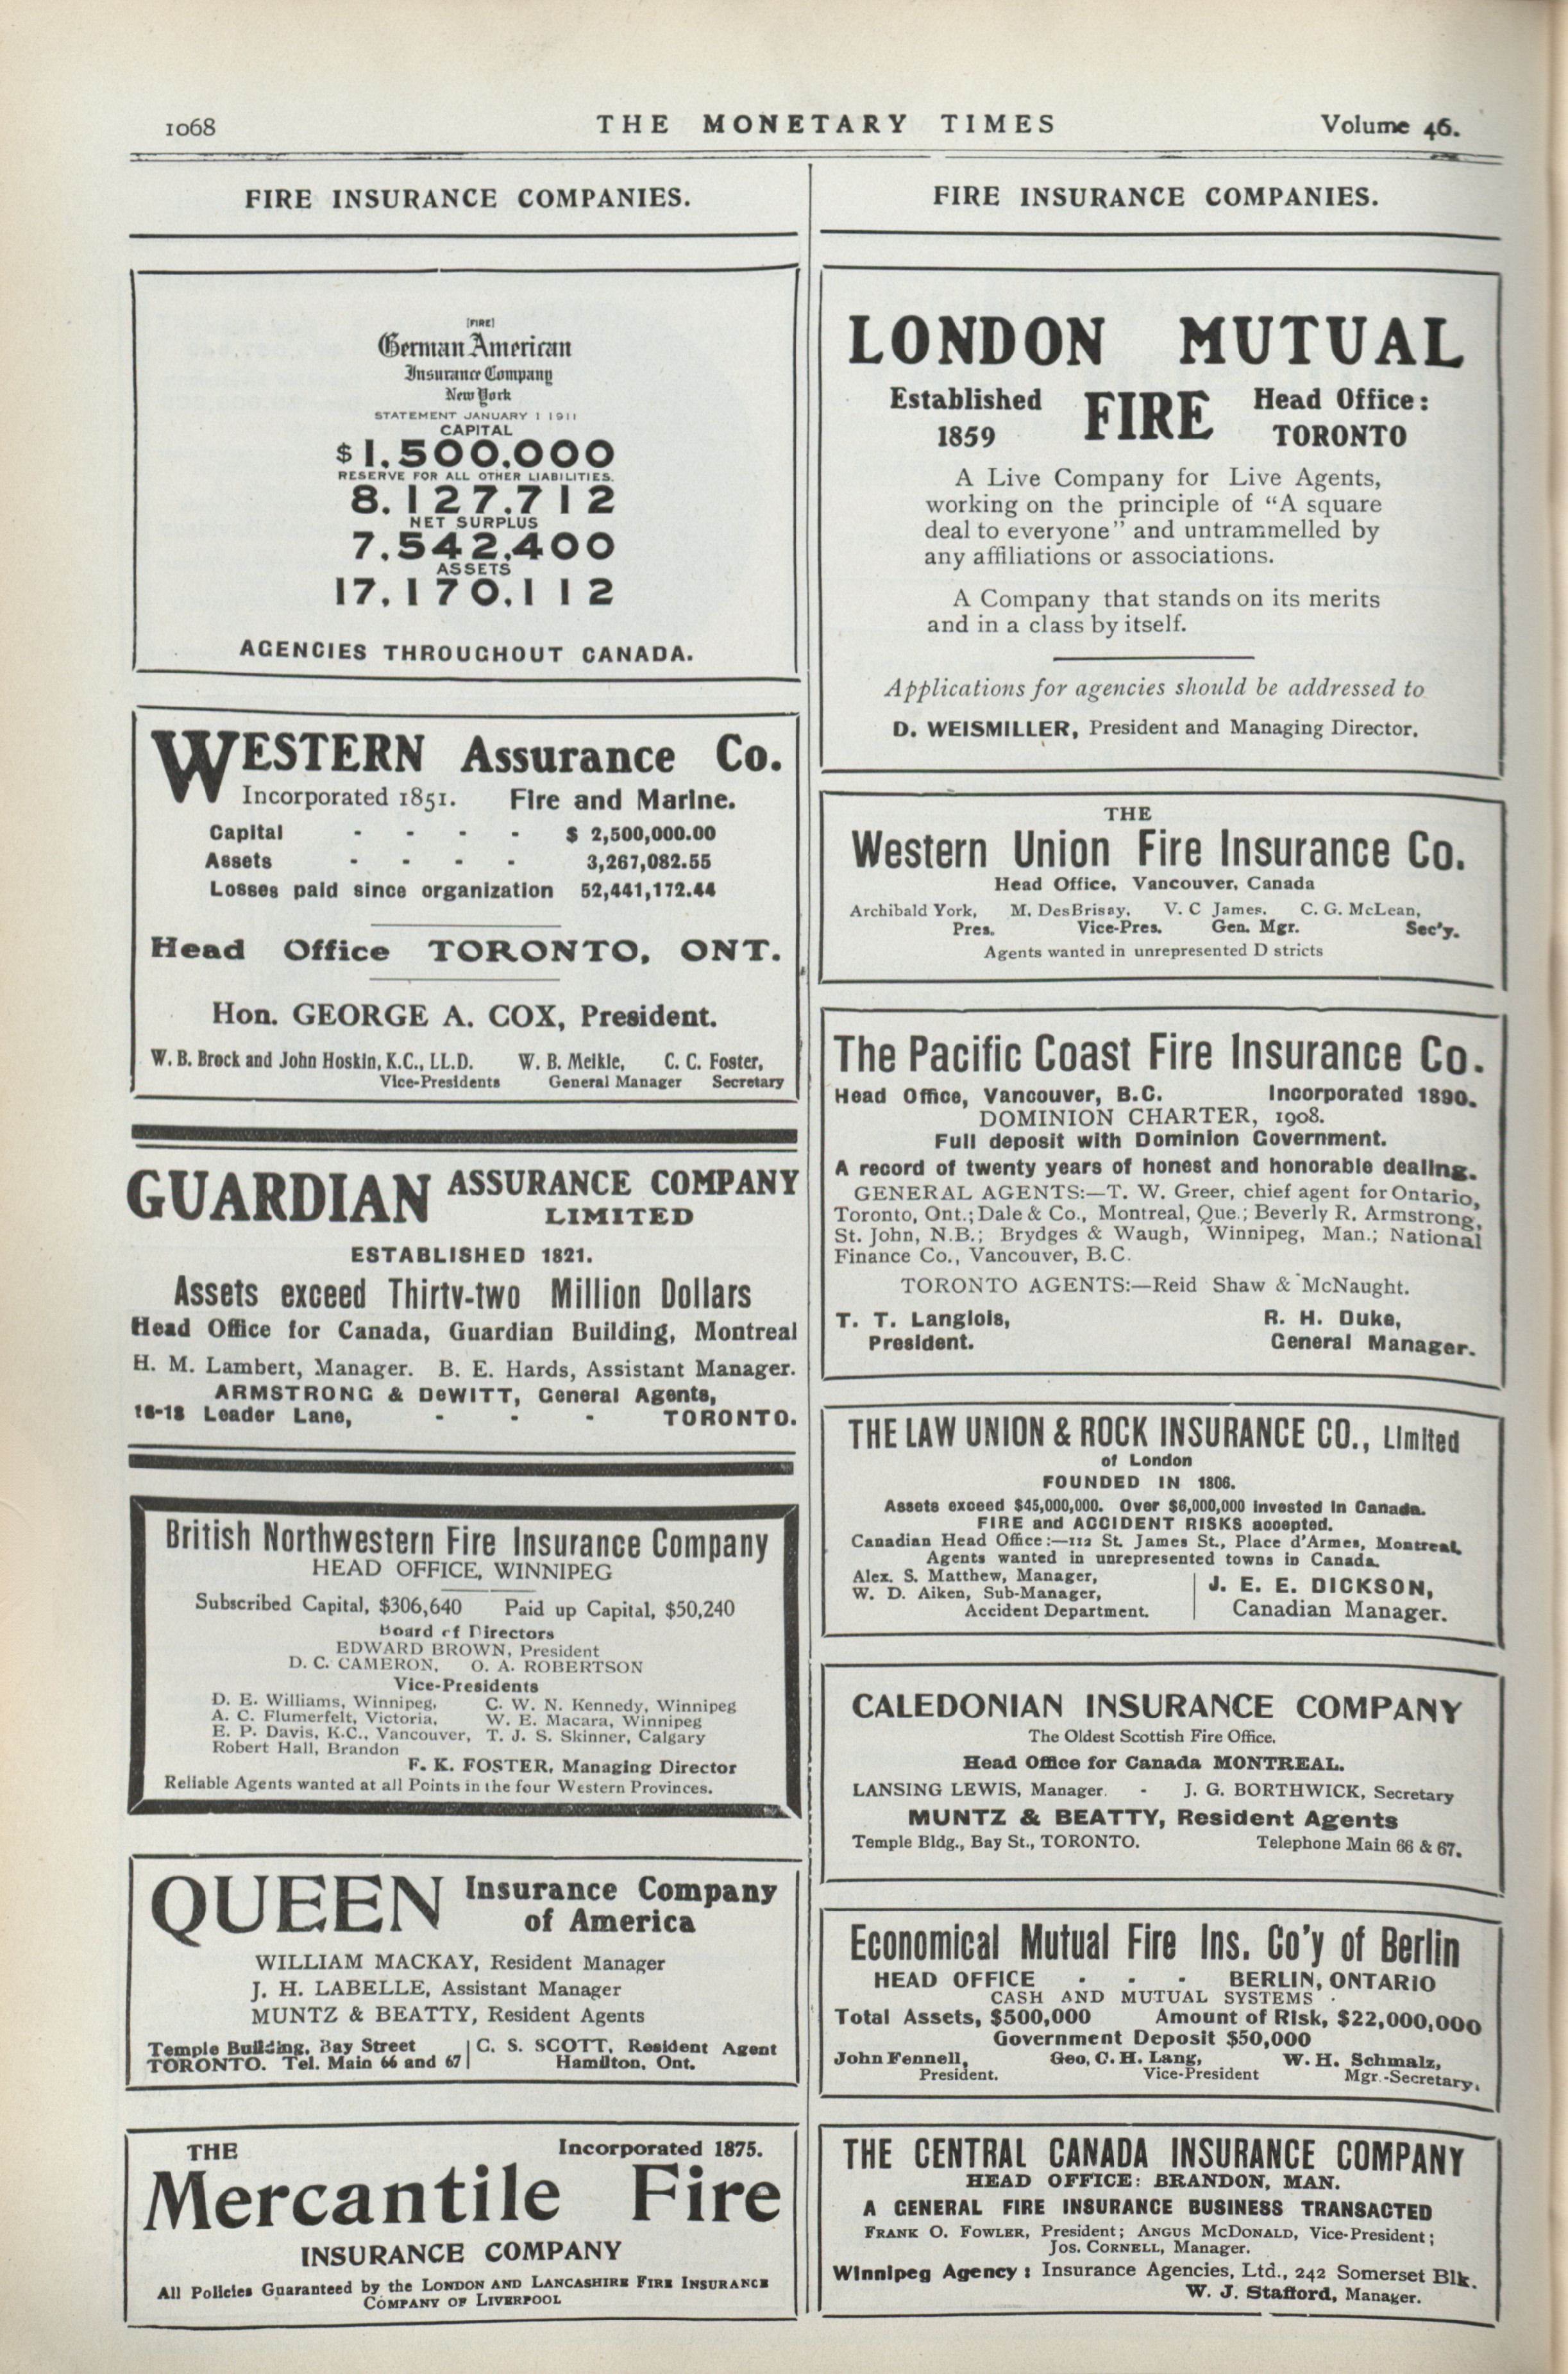 1068
THE MONETARY TIMES
Volume 46.
FIRE INSURANCE COMPANIES.
[FIRE]
German American
Insurance Company
New York
STATEMENT JANUARY 1 1911
CAPITAL
$1,500,000
RESERVE FOR ALL OTHER LIABILITIES.
8,127,712
NET SURPLUS
7,542,400
ASSETS
17,170,112
AGENCIES THROUGHOUT CANADA.
WESTERN Assurance Co.
Incorporated 1851. Fire and Marine.
Capital - - - - $ 2,500,000.00
Assets - - - - 3,267,082.55
Losses paid since organization 52,441,172.44
Head Office TORONTO, ONT.
Hon. GEORGE A. COX, President.
W. B. Brock and John Hoskin, K.C., LL.D. W. B. Meikle, C. C. Foster,
Vice-Presidents General Manager Secretary
GUARDIAN ASSURANCE COMPANY
LIMITED
ESTABLISHED 1821.
Assets exceed Thirty-two Million Dollars
Head Office for Canada, Guardian Building, Montreal
H. M. Lambert, Manager. B. E. Hards, Assistant Manager.
ARMSTRONG & DeWITT, General Agents,
16-18 Leader Lane, - - - TORONTO.
British Northwestern Fire Insurance Company
HEAD OFFICE, WINNIPEG
Subscribed Capital, $306,640 Paid up Capital, $50,240
Board of Directors
EDWARD BROWN, President
D. C. CAMERON, O. A. ROBERTSON
Vice-Presidents
D. E. Williams, Winnipeg, C. W. N. Kennedy, Winnipeg
A. C. Flumerfelt, Victoria, W. E. Macara, Winnipeg
E. P. Davis, K.C., Vancouver, T. J. S. Skinner, Calgary
Robert Hall, Brandon
F. K. FOSTER, Managing Director
Reliable Agents wanted at all Points in the four Western Provinces.
QUEEN Insurance Company
of America
WILLIAM MACKAY, Resident Manager
J. H. LABELLE, Assistant Manager
MUNTZ & BEATTY, Resident Agents
Temple Building, Bay Street C. S. SCOTT, Resident Agent
TORONTO. Tel. Main 66 and 67 Hamilton, Ont.
THE Incorporated 1875.
Mercantile Fire
INSURANCE COMPANY
All Policies Guaranteed by the LONDON AND LANCASHIRE FIRE INSURANCE
COMPANY OF LIVERPOOL
FIRE INSURANCE COMPANIES.
LONDON MUTUAL
Established FIRE Head Office:
1859 TORONTO
A Live Company for Live Agents,
working on the principle of "A square
deal to everyone" and untrammelled by
any affiliations or associations.
A Company that stands on its merits
and in a class by itself.
Applications for agencies should be addressed to
D. WEISMILLER, President and Managing Director.
THE
Western Union Fire Insurance Co.
Head Office, Vancouver, Canada
Archibald York, M. DesBrisay, V. C James, C. G. McLean,
Pres. Vice-Pres. Gen. Mgr. Sec'y.
Agents wanted in unrepresented D stricts
The Pacific Coast Fire Insurance Co.
Head Office, Vancouver, B.C. Incorporated 1890.
DOMINION CHARTER, 1908.
Full deposit with Dominion Government.
A record of twenty years of honest and honorable dealing.
GENERAL AGENTS:—T. W. Greer, chief agent for Ontario,
Toronto, Ont.; Dale & Co., Montreal, Que.; Beverly R. Armstrong,
St. John, N.B.; Brydges & Waugh, Winnipeg, Man.; National
Finance Co., Vancouver, B.C.
TORONTO AGENTS:—Reid Shaw & McNaught.
T. T. Langlois, R. H. Duke,
President. General Manager.
THE LAW UNION & ROCK INSURANCE CO., Limited
of London
FOUNDED IN 1806.
Assets exceed $45,000,000. Over $6,000,000 invested in Canada.
FIRE and ACCIDENT RISKS accepted.
Canadian Head Office:—112 St. James St., Place d'Armes, Montreal.
Agents wanted in unrepresented towns in Canada.
Alex. S. Matthew, Manager,
W. D. Aiken, Sub-Manager,
Accident Department.
J. E. E. DICKSON,
Canadian Manager.
CALEDONIAN INSURANCE COMPANY
The Oldest Scottish Fire Office.
Head Office for Canada MONTREAL.
LANSING LEWIS, Manager. - J. G. BORTHWICK, Secretary
MUNTZ & BEATTY, Resident Agents
Temple Bldg., Bay St., TORONTO. Telephone Main 66 & 67.
Economical Mutual Fire Ins. Co'y of Berlin
HEAD OFFICE - - - BERLIN, ONTARIO
CASH AND MUTUAL SYSTEMS
Total Assets, $500,000 Amount of Risk, $22,000,000
Government Deposit $50,000
John Fennell, Geo. C. H. Lang, W. H. Schmalz,
President. Vice-President Mgr.-Secretary.
THE CENTRAL CANADA INSURANCE COMPANY
HEAD OFFICE: BRANDON, MAN.
A GENERAL FIRE INSURANCE BUSINESS TRANSACTED
FRANK O. FOWLER, President; ANGUS McDONALD, Vice-President;
JOS. CORNELL, Manager.
Winnipeg Agency: Insurance Agencies, Ltd., 242 Somerset Blk.
W. J. Stafford, Manager.